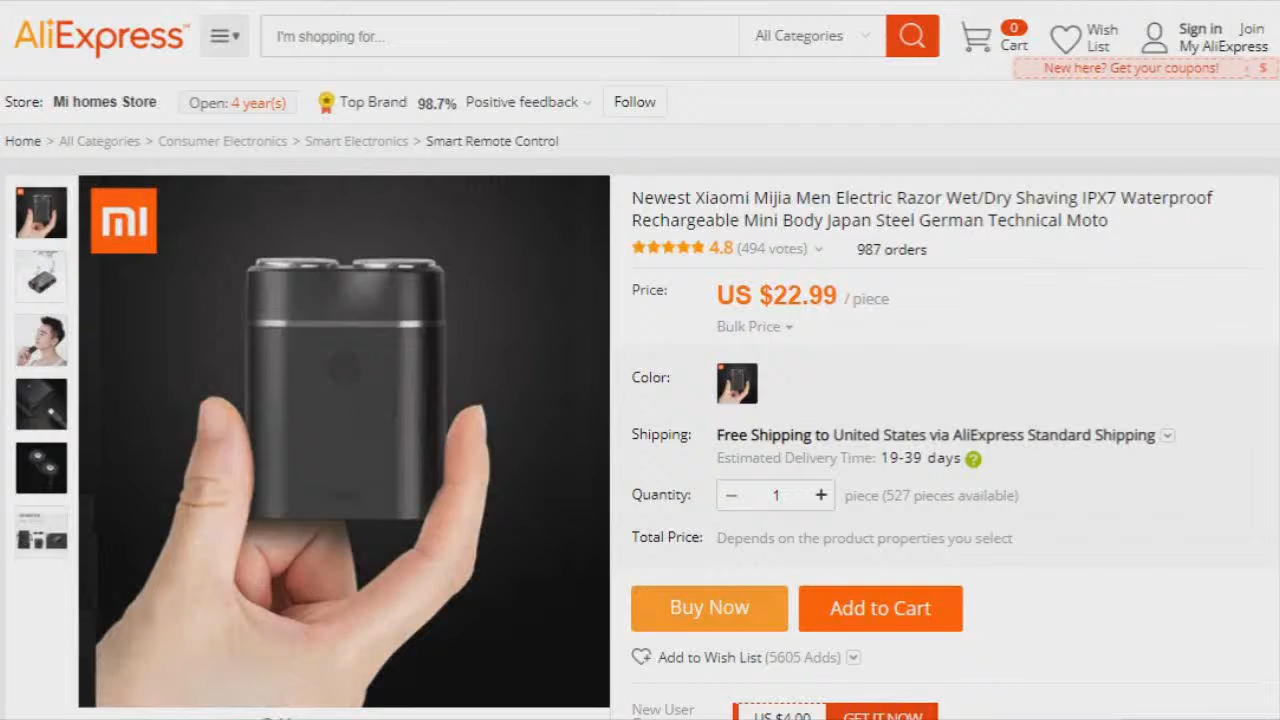 AliExpress™
I'm shopping for...
All Categories
0
Cart
Wish
List
Sign in Join
My AliExpress
New here? Get your coupons! $
Store: Mi homes Store Open: 4 year(s) Top Brand 98.7% Positive feedback Follow
Home > All Categories > Consumer Electronics > Smart Electronics > Smart Remote Control
mi
Newest Xiaomi Mijia Men Electric Razor Wet/Dry Shaving IPX7 Waterproof
Rechargeable Mini Body Japan Steel German Technical Moto
4.8 (494 votes) 987 orders
Price: US $22.99 / piece
Bulk Price
Color:
Shipping: Free Shipping to United States via AliExpress Standard Shipping
Estimated Delivery Time: 19-39 days ?
Quantity: − 1 + piece (527 pieces available)
Total Price: Depends on the product properties you select
Buy Now Add to Cart
Add to Wish List (5605 Adds)
New User
US $4.00 GET IT NOW